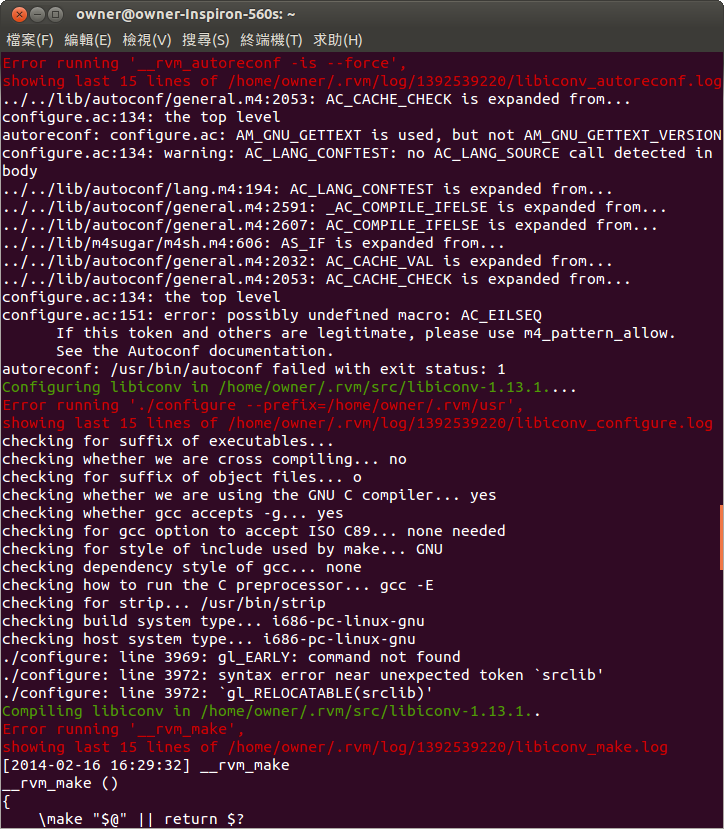 owner@owner-Inspiron-560s: ~
檔案(F) 編輯(E) 檢視(V) 搜尋(S) 終端機(T) 求助(H)
Error running '__rvm_autoreconf -is --force',
showing last 15 lines of /home/owner/.rvm/log/1392539220/libiconv_autoreconf.log
../../lib/autoconf/general.m4:2053: AC_CACHE_CHECK is expanded from...
configure.ac:134: the top level
autoreconf: configure.ac: AM_GNU_GETTEXT is used, but not AM_GNU_GETTEXT_VERSION
configure.ac:134: warning: AC_LANG_CONFTEST: no AC_LANG_SOURCE call detected in
body
../../lib/autoconf/lang.m4:194: AC_LANG_CONFTEST is expanded from...
../../lib/autoconf/general.m4:2591: _AC_COMPILE_IFELSE is expanded from...
../../lib/autoconf/general.m4:2607: AC_COMPILE_IFELSE is expanded from...
../../lib/m4sugar/m4sh.m4:606: AS_IF is expanded from...
../../lib/autoconf/general.m4:2032: AC_CACHE_VAL is expanded from...
../../lib/autoconf/general.m4:2053: AC_CACHE_CHECK is expanded from...
configure.ac:134: the top level
configure.ac:151: error: possibly undefined macro: AC_EILSEQ
      If this token and others are legitimate, please use m4_pattern_allow.
      See the Autoconf documentation.
autoreconf: /usr/bin/autoconf failed with exit status: 1
Configuring libiconv in /home/owner/.rvm/src/libiconv-1.13.1....
Error running './configure --prefix=/home/owner/.rvm/usr',
showing last 15 lines of /home/owner/.rvm/log/1392539220/libiconv_configure.log
checking for suffix of executables...
checking whether we are cross compiling... no
checking for suffix of object files... o
checking whether we are using the GNU C compiler... yes
checking whether gcc accepts -g... yes
checking for gcc option to accept ISO C89... none needed
checking for style of include used by make... GNU
checking dependency style of gcc... none
checking how to run the C preprocessor... gcc -E
checking for strip... /usr/bin/strip
checking build system type... i686-pc-linux-gnu
checking host system type... i686-pc-linux-gnu
./configure: line 3969: gl_EARLY: command not found
./configure: line 3972: syntax error near unexpected token `srclib'
./configure: line 3972: `gl_RELOCATABLE(srclib)'
Compiling libiconv in /home/owner/.rvm/src/libiconv-1.13.1..
Error running '__rvm_make',
showing last 15 lines of /home/owner/.rvm/log/1392539220/libiconv_make.log
[2014-02-16 16:29:32] __rvm_make
__rvm_make ()
{
    \make "$@" || return $?